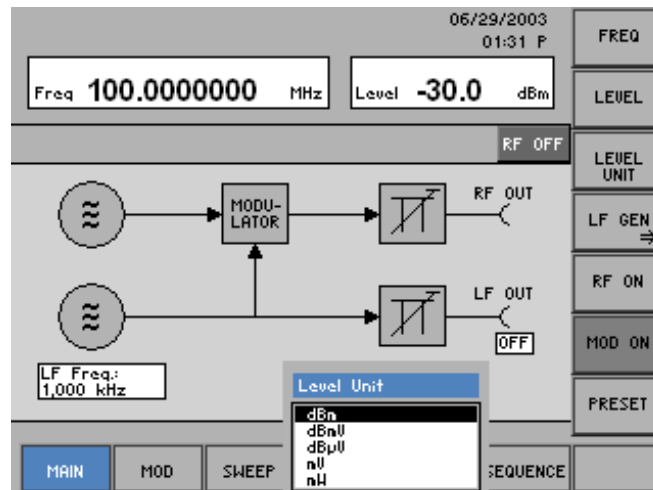 06/29/2003
01:31 P
Freq 100.0000000 MHz
Level -30.0 dBm
RF OFF
MODU-
LATOR
RF OUT
LF OUT
OFF
LF Freq.:
1,000 kHz
Level Unit
dBm
dBmV
dBµV
mV
mW
MAIN
MOD
SWEEP
SEQUENCE
FREQ
LEVEL
LEVEL
UNIT
LF GEN
RF ON
MOD ON
PRESET